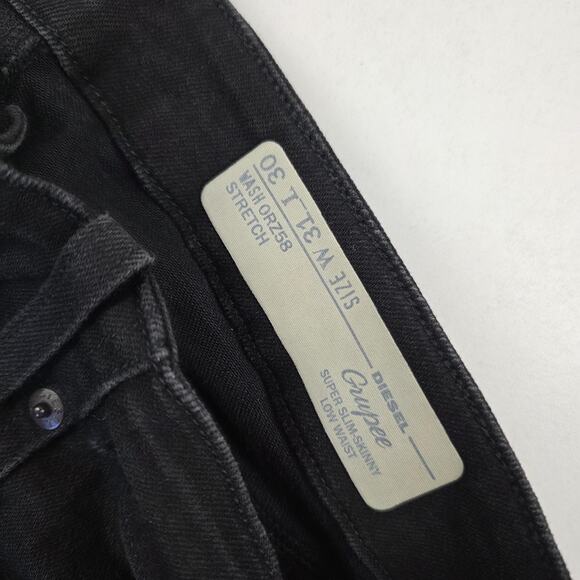 DIESEL
Grupee
SUPER SLIM-SKINNY
LOW WAIST
SIZE W 31 L 30
WASH 0RZ58
STRETCH